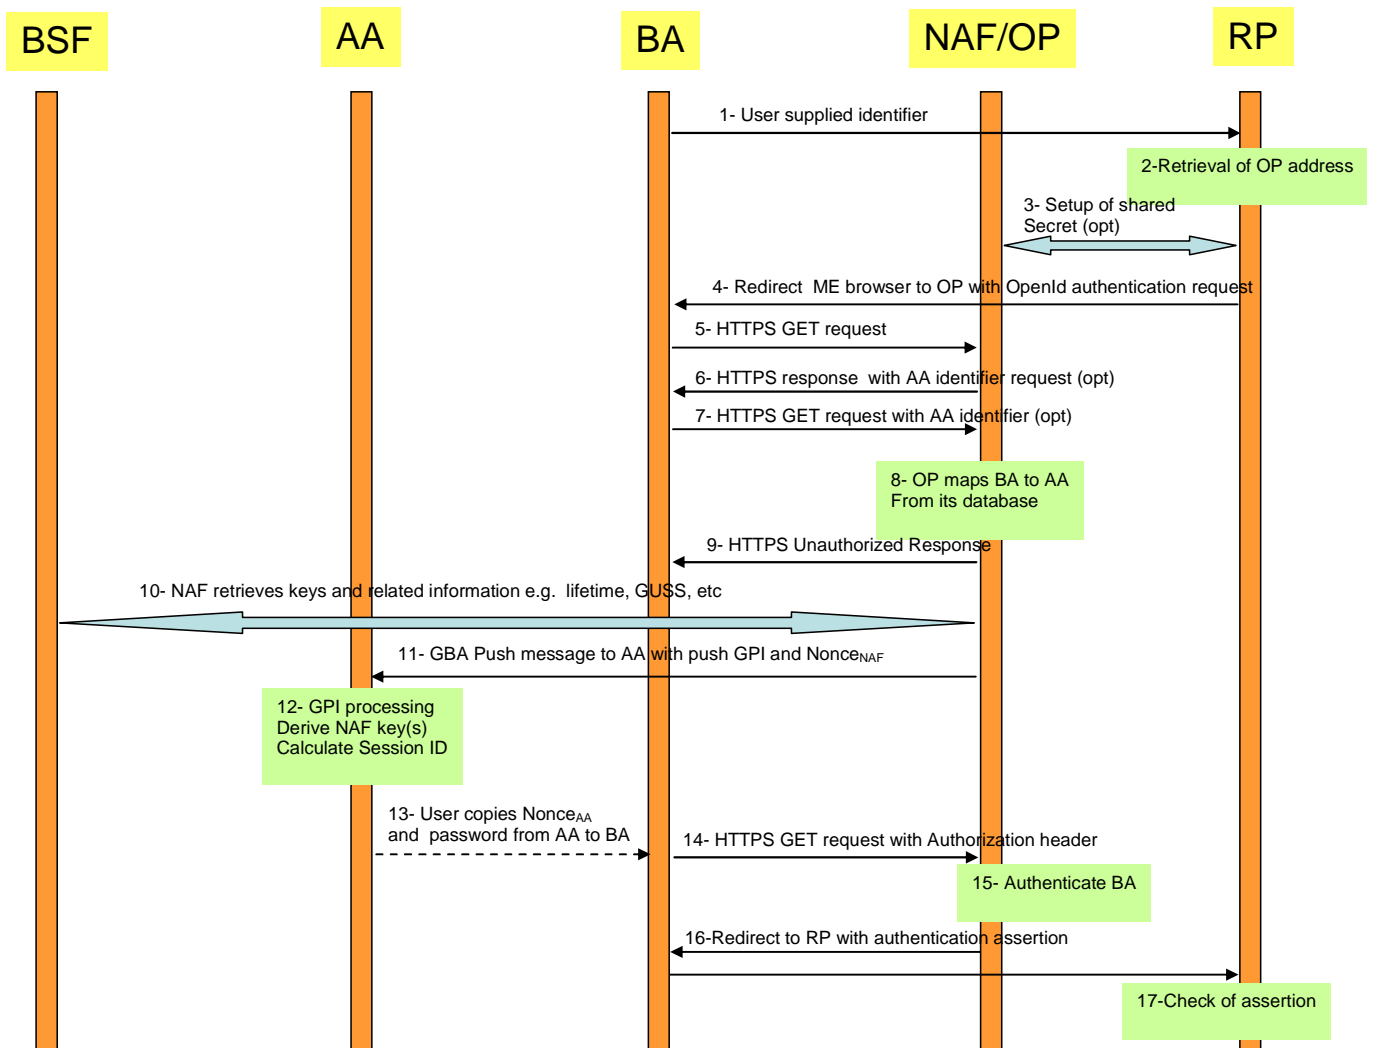 BSF AA BA NAF/OP RP
1- User supplied identifier
2-Retrieval of OP address
3- Setup of shared
Secret (opt)
4- Redirect ME browser to OP with OpenId authentication request
5- HTTPS GET request
6- HTTPS response with AA identifier request (opt)
7- HTTPS GET request with AA identifier (opt)
8- OP maps BA to AA
From its database
9- HTTPS Unauthorized Response
10- NAF retrieves keys and related information e.g. lifetime, GUSS, etc
11- GBA Push message to AA with push GPI and NonceNAF
12- GPI processing
Derive NAF key(s)
Calculate Session ID
13- User copies NonceAA
and password from AA to BA
14- HTTPS GET request with Authorization header
15- Authenticate BA
16-Redirect to RP with authentication assertion
17-Check of assertion